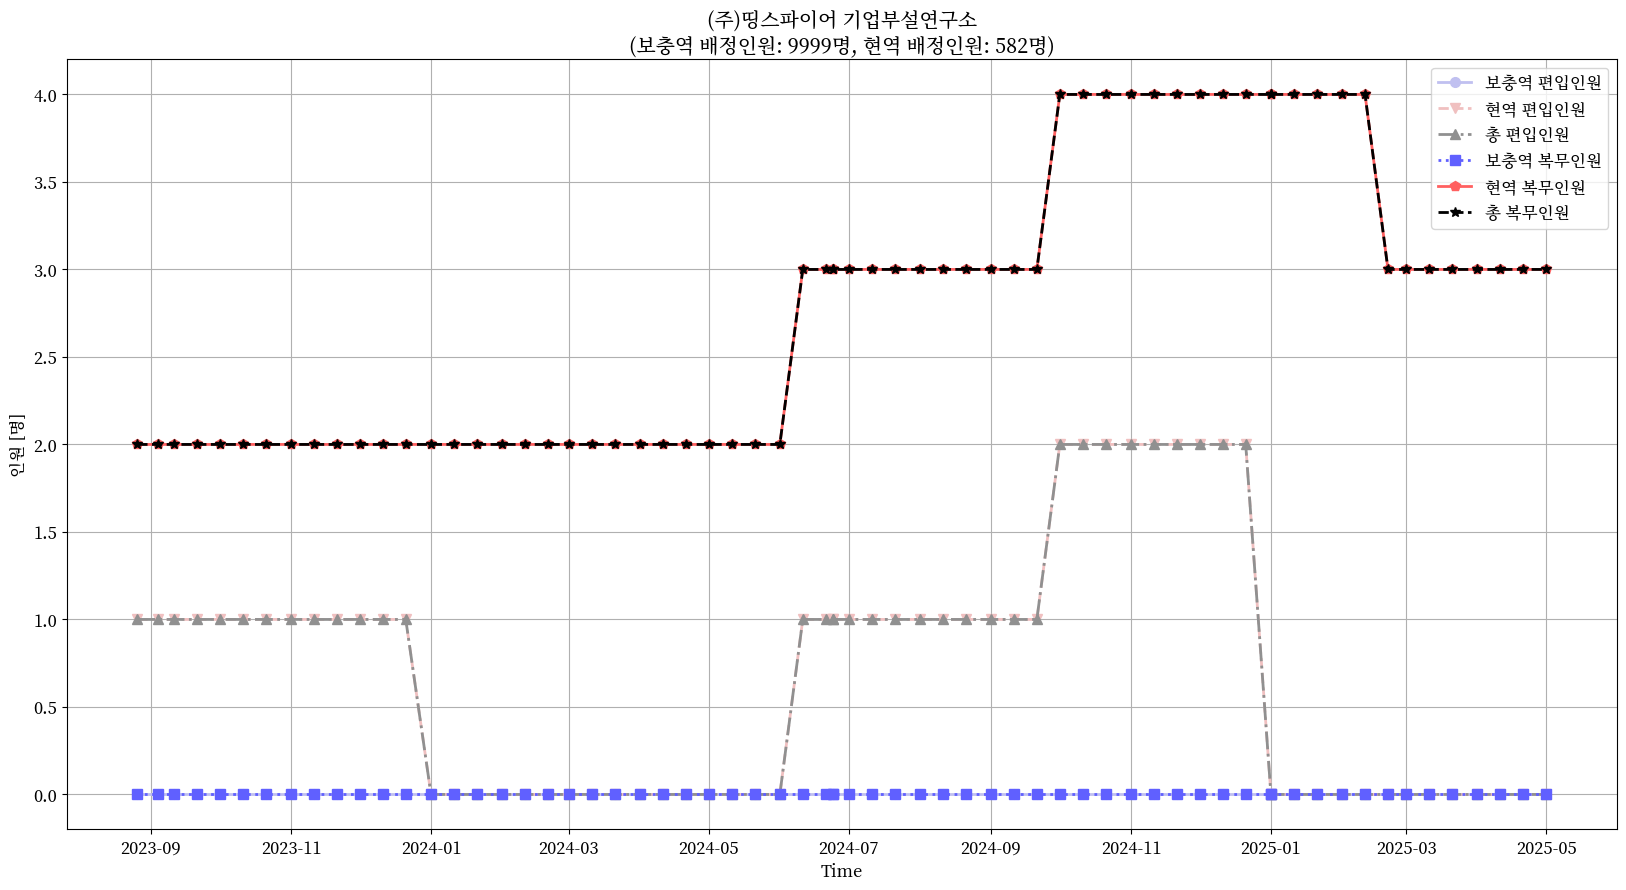 (주)띵스파이어 기업부설연구소
(보충역 배정인원: 9999명, 현역 배정인원: 582명)
보충역 편입인원
현역 편입인원
총 편입인원
보충역 복무인원
현역 복무인원
총 복무인원
4.0
3.5
3.0
2.5
2.0
1.5
1.0
0.5
0.0
인원 [명]
2023-09 2023-11 2024-01 2024-03 2024-05 2024-07 2024-09 2024-11 2025-01 2025-03 2025-05
Time